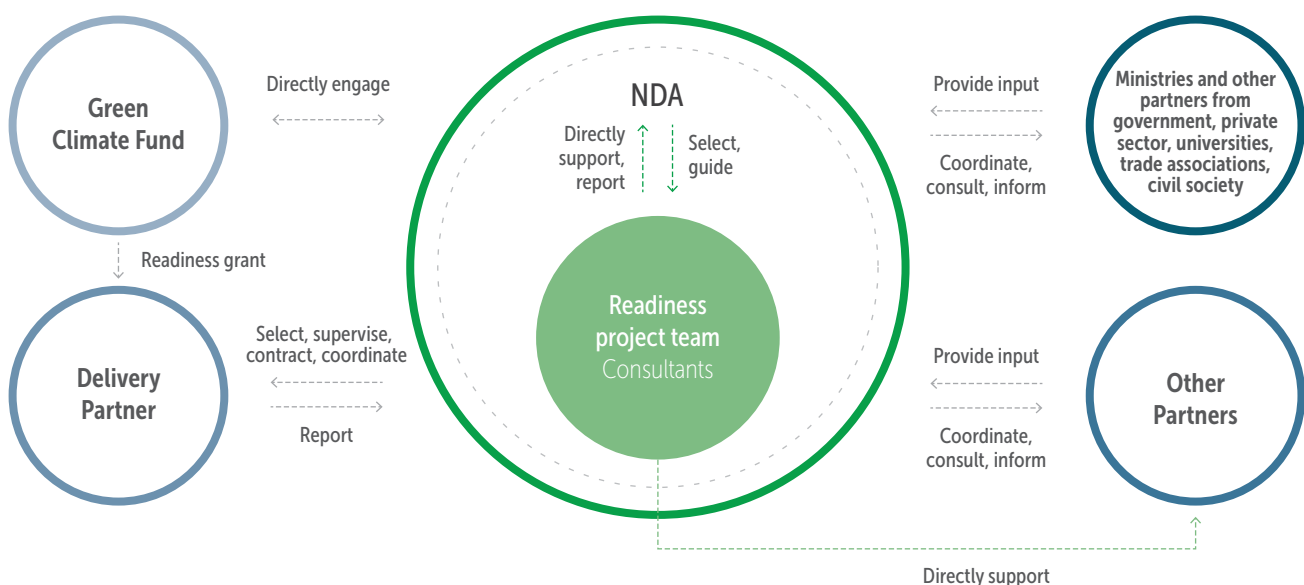 Green
Climate Fund
Directly engage
NDA
Directly
support,
report
Select,
guide
Provide input
Coordinate,
consult, inform
Ministries and other
partners from
government, private
sector, universities,
trade associations,
civil society
Readiness grant
Delivery
Partner
Select, supervise,
contract, coordinate
Report
Readiness
project team
Consultants
Provide input
Coordinate,
consult, inform
Other
Partners
Directly support